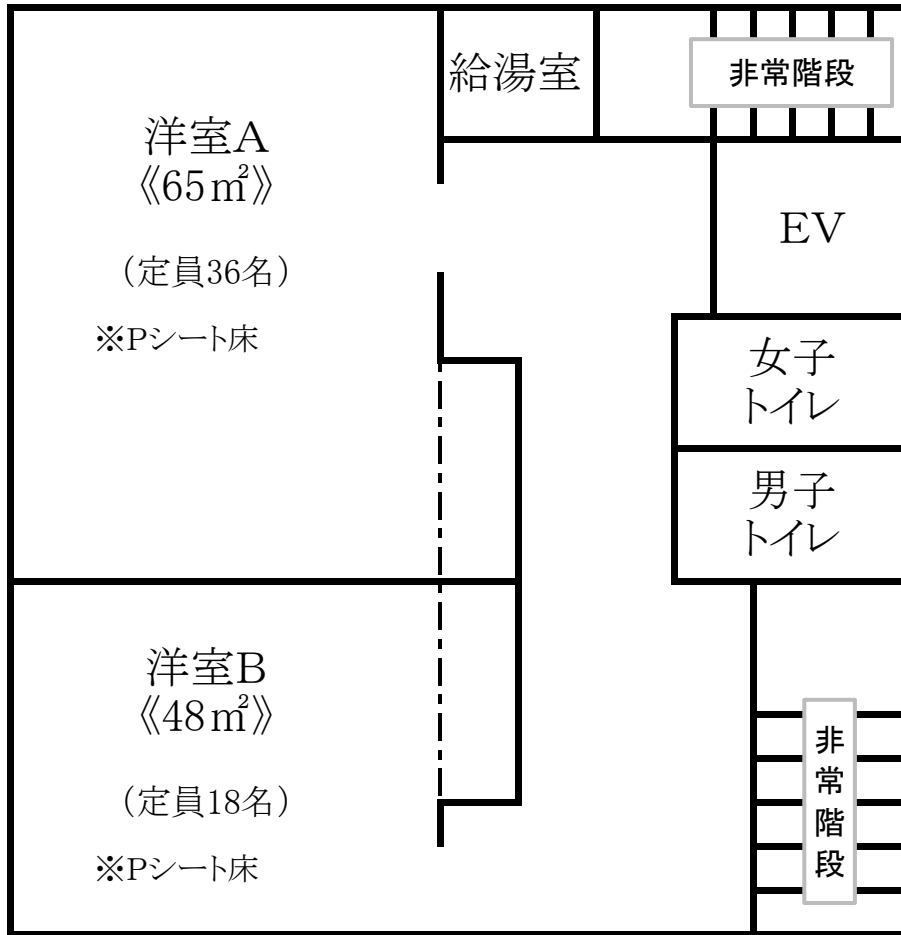 給湯室
非常階段
洋室A
《65㎡》
（定員36名）
※Pシート床
EV
女子
トイレ
男子
トイレ
洋室B
《48㎡》
（定員18名）
※Pシート床
非常階段